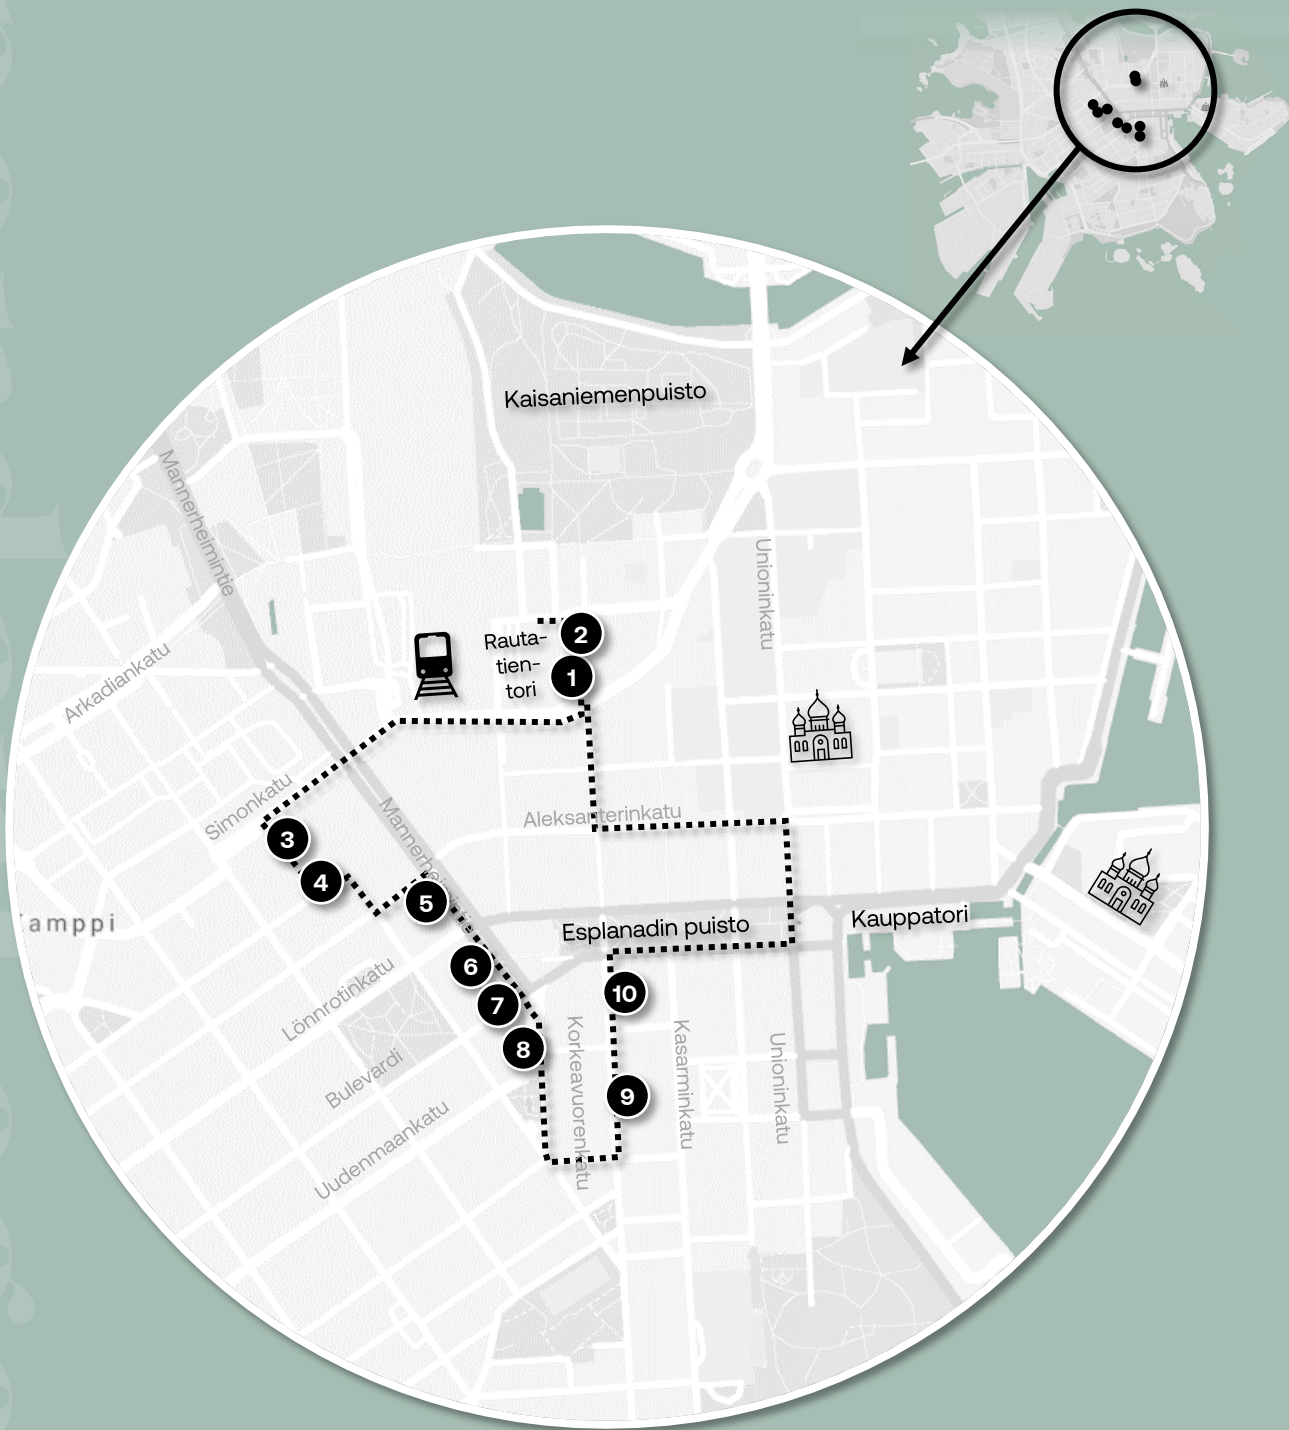 Kaisaniemenpuisto
Mannerheimintie
Unioninkatu
Rauta-
tien-
tori
2
1
Arkadiankatu
Simonkatu
Mannerheimintie
Aleksanterinkatu
3
4
5
amppi
Esplanadin puisto
Kauppatori
6
7
8
10
9
Lönnrotinkatu
Bulevardi
Uudenmaankatu
Korkeavuorenkatu
Kasarminkatu
Unioninkatu